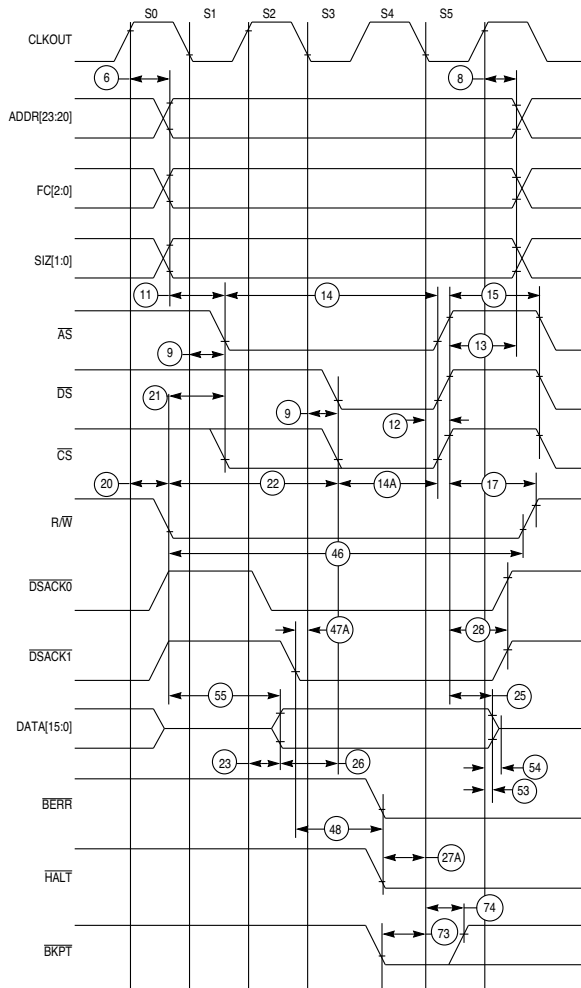 S0 S1 S2 S3 S4 S5
CLKOUT
6 8
ADDR[23:20]
FC[2:0]
SIZ[1:0]
11 14 15
AS
13
9
DS
21 9
12
CS
20 22 14A 17
R/W
46
DSACK0
47A 28
DSACK1
55 25
DATA[15:0]
23 26 54
53
BERR
48
27A
HALT
74
73
BKPT